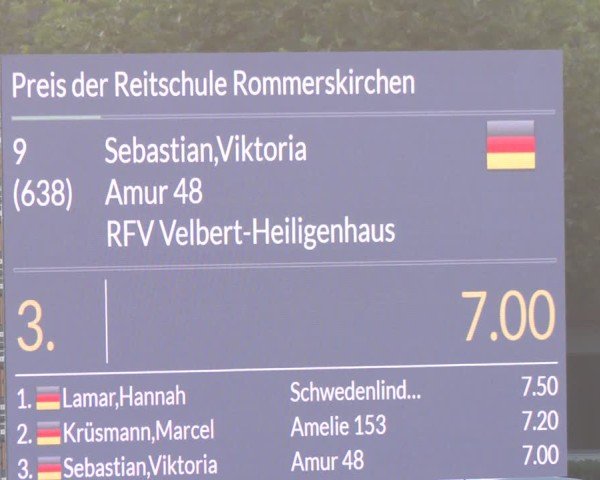 Preis der Reitschule Rommerskirchen
9 Sebastian,Viktoria
(638) Amur 48
RFV Velbert-Heiligenhaus
3. 7.00
1. Lamar,Hannah Schwedenlind... 7.50
2. Krüsmann,Marcel Amelie 153 7.20
3. Sebastian,Viktoria Amur 48 7.00